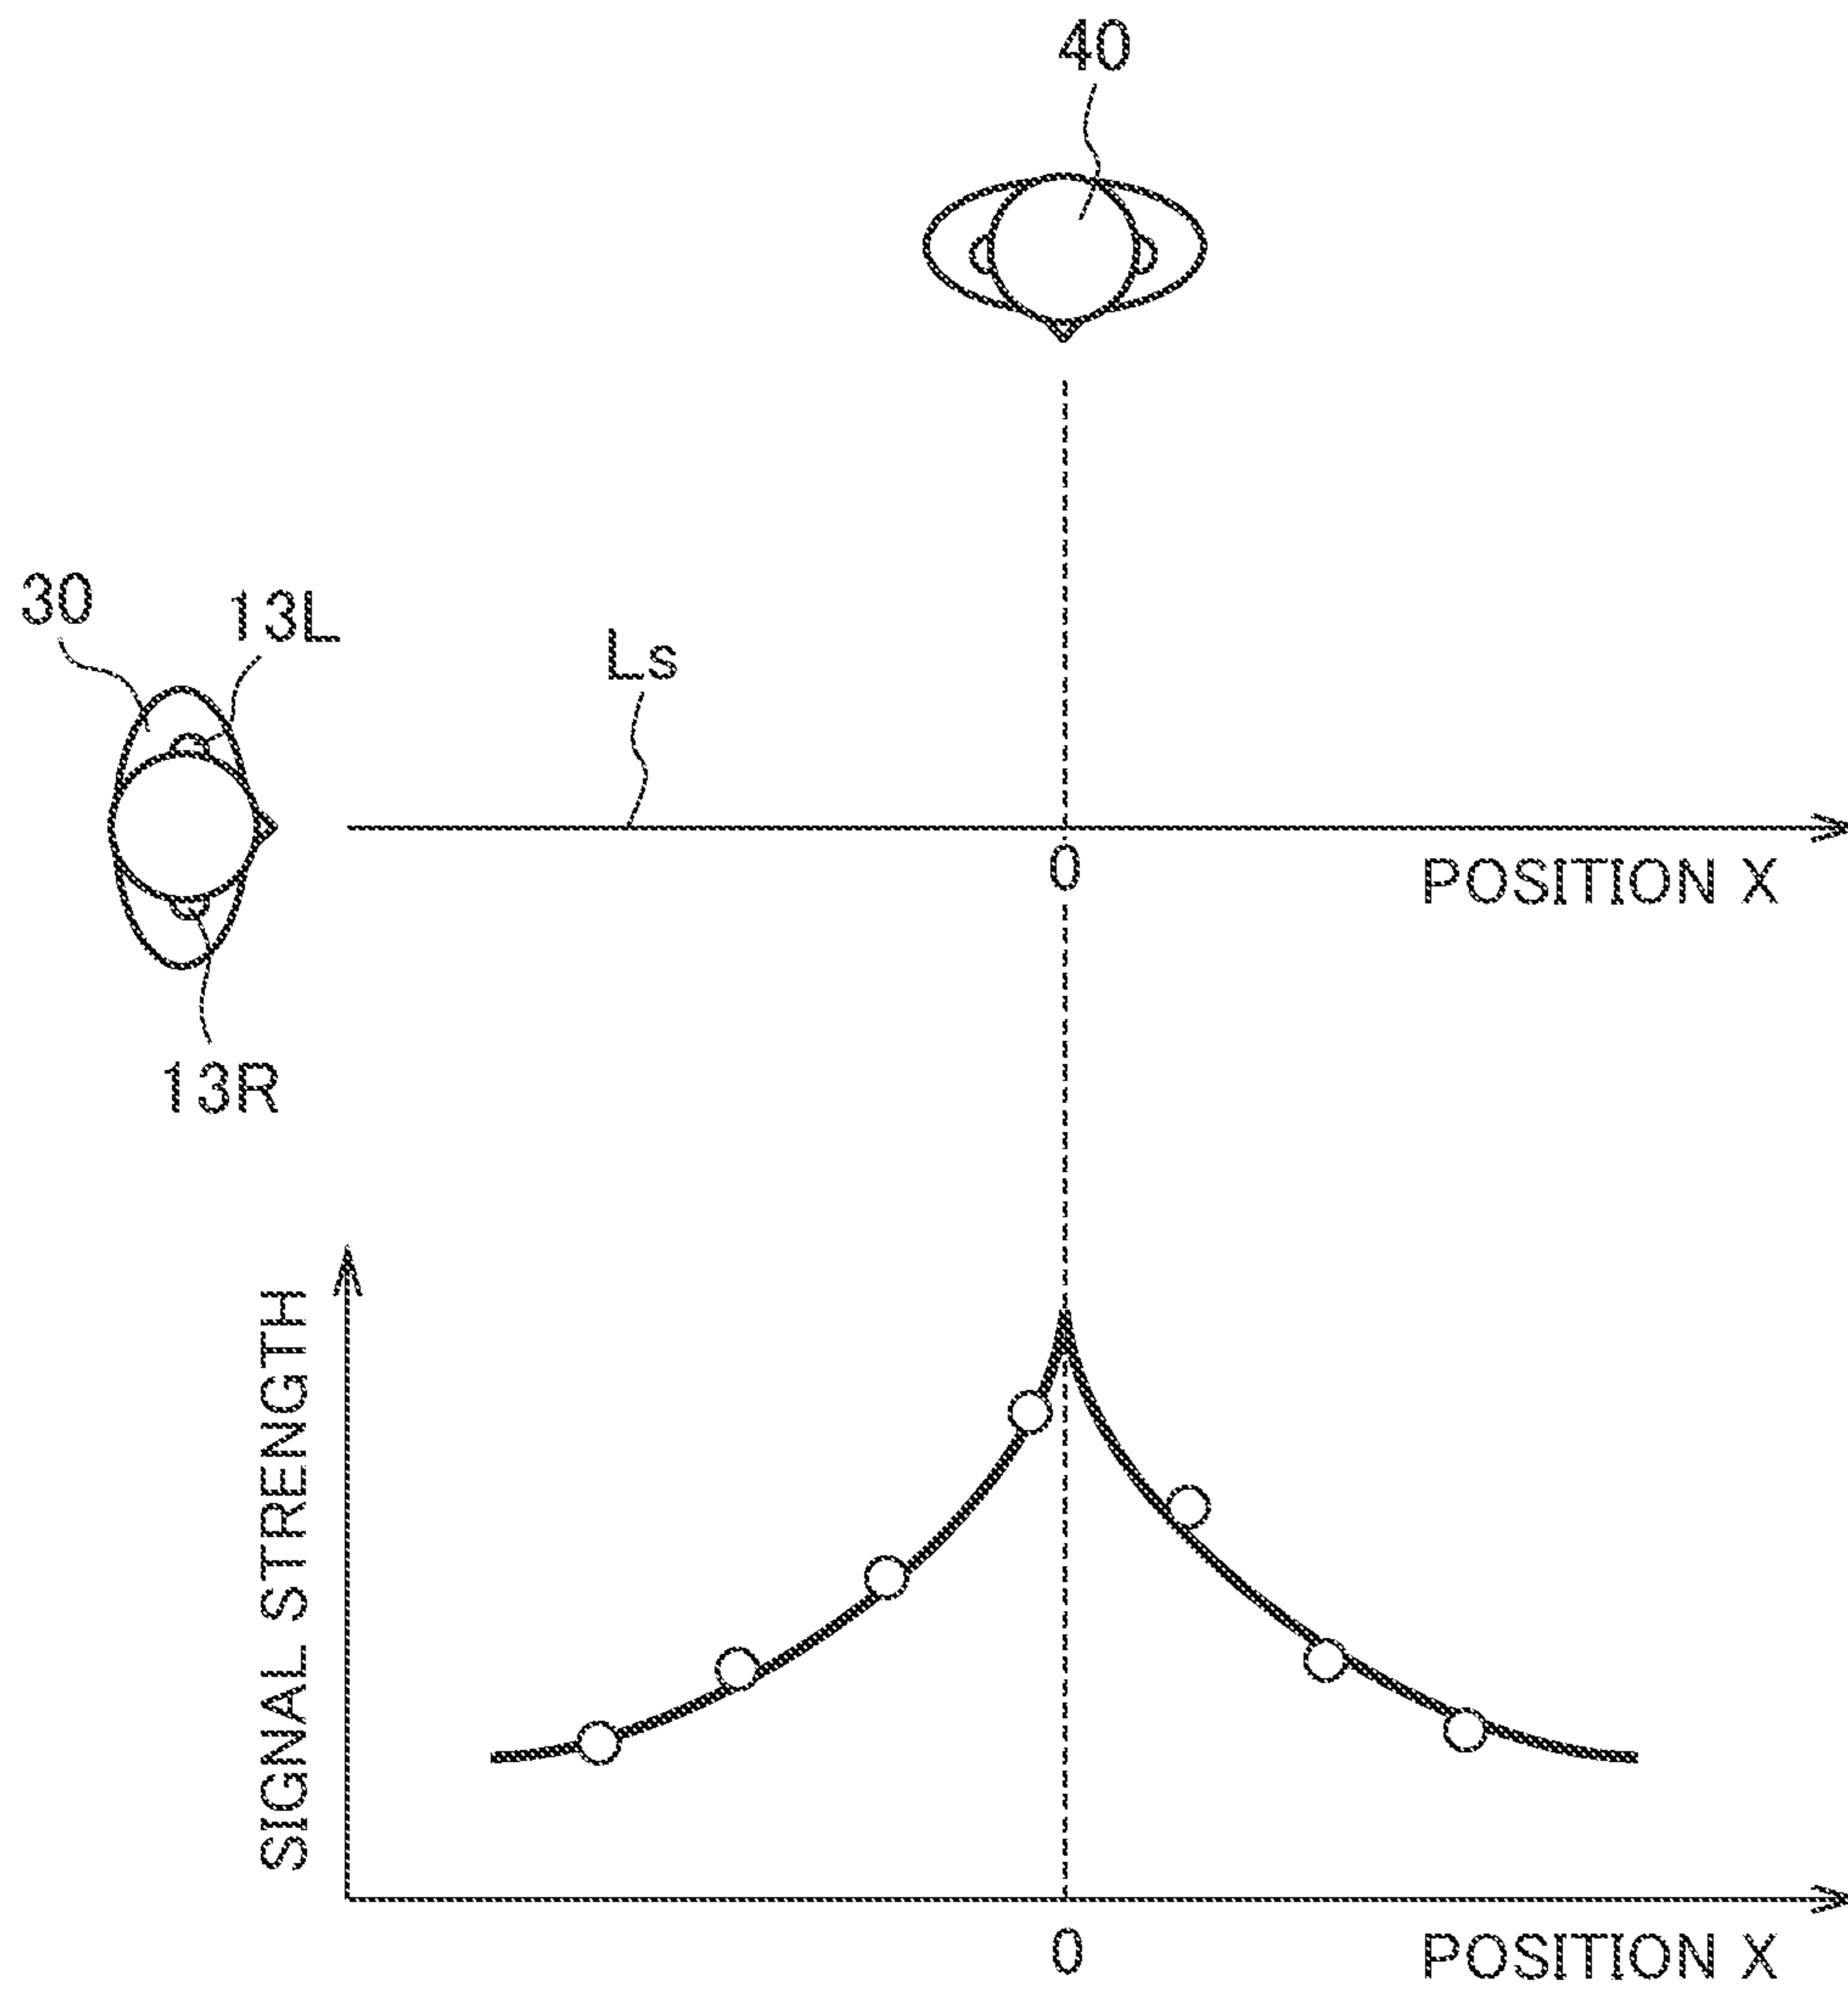 40
30
13L
Ls
0
POSITION X
13R
SIGNAL STRENGTH
0
POSITION X